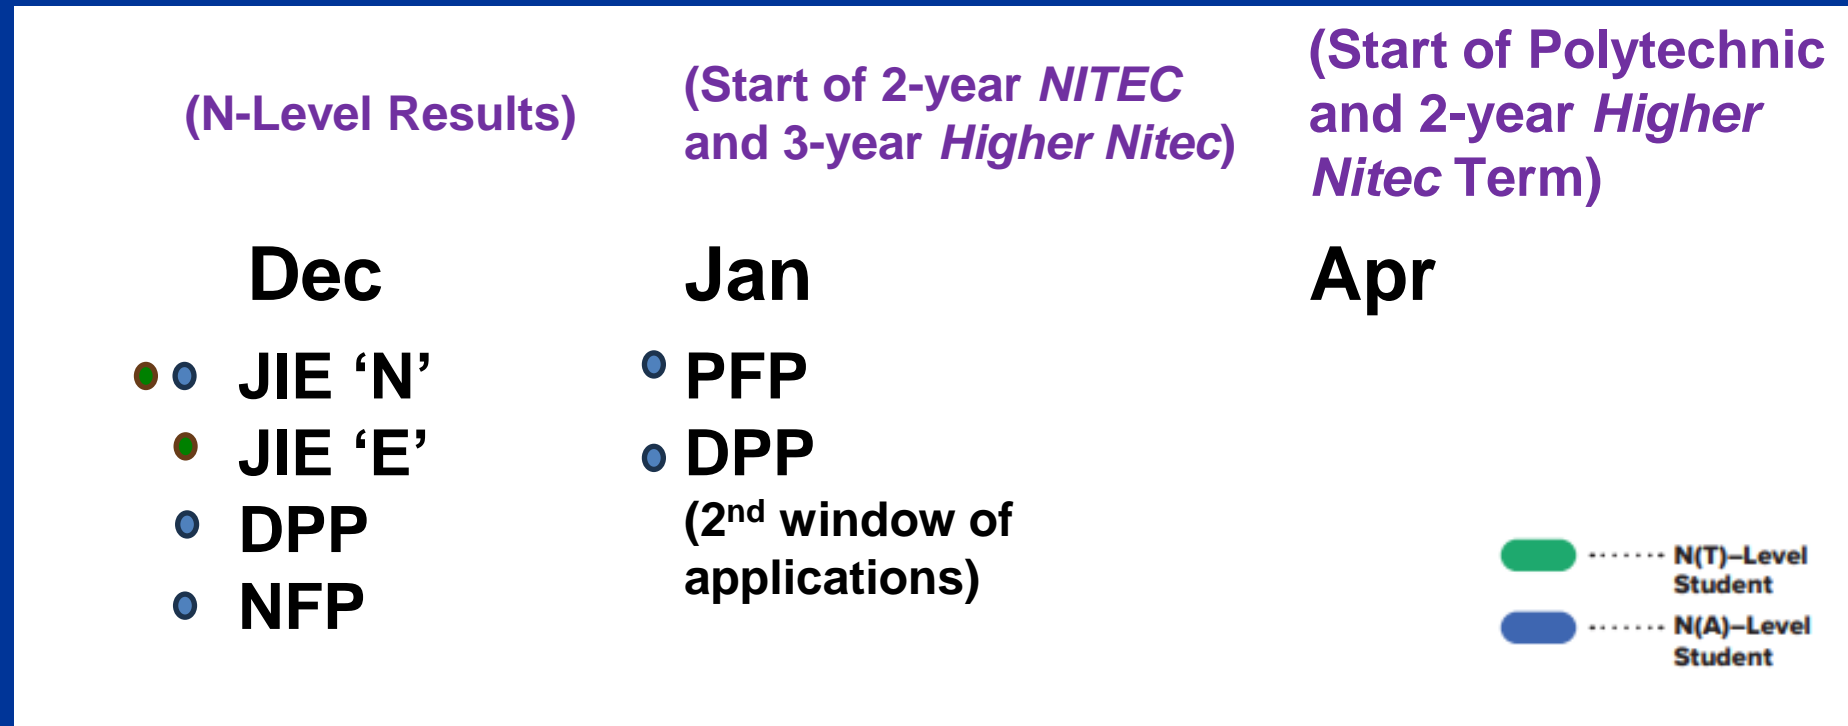 (N-Level Results)
(Start of 2-year NITEC
and 3-year Higher Nitec)
(Start of Polytechnic
and 2-year Higher
Nitec Term)
Dec
JIE ‘N’
JIE ‘E’
DPP
NFP
Jan
PFP
DPP
(2nd window of
applications)
Apr
N(T)–Level
Student
N(A)–Level
Student